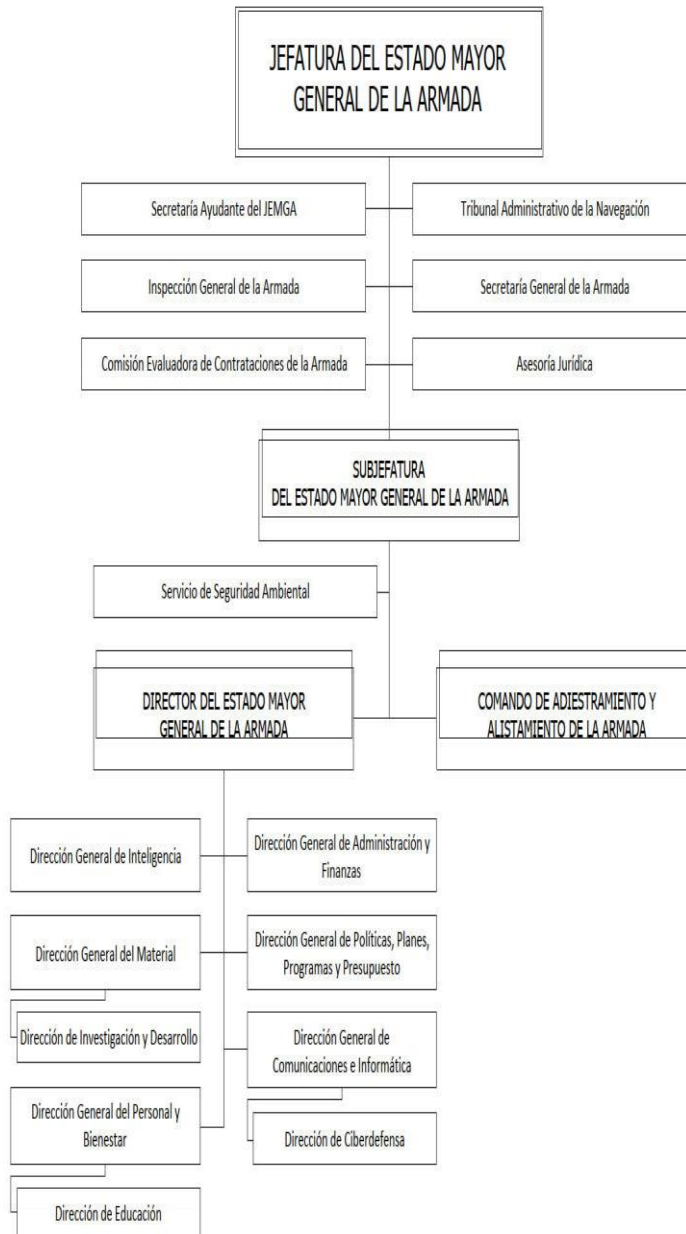 JEFATURA DEL ESTADO MAYOR
GENERAL DE LA ARMADA
Secretaría Ayudante del JEMGA
Tribunal Administrativo de la Navegación
Inspección General de la Armada
Secretaría General de la Armada
Comisión Evaluadora de Contrataciones de la Armada
Asesoría Jurídica
SUBJEFATURA
DEL ESTADO MAYOR GENERAL DE LA ARMADA
Servicio de Seguridad Ambiental
DIRECTOR DEL ESTADO MAYOR
GENERAL DE LA ARMADA
COMANDO DE ADIESTRAMIENTO Y
ALISTAMIENTO DE LA ARMADA
Dirección General de Inteligencia
Dirección General de Administración y
Finanzas
Dirección General del Material
Dirección General de Políticas, Planes,
Programas y Presupuesto
Dirección de Investigación y Desarrollo
Dirección General de
Comunicaciones e Informática
Dirección General del Personal y
Bienestar
Dirección de Ciberdefensa
Dirección de Educación